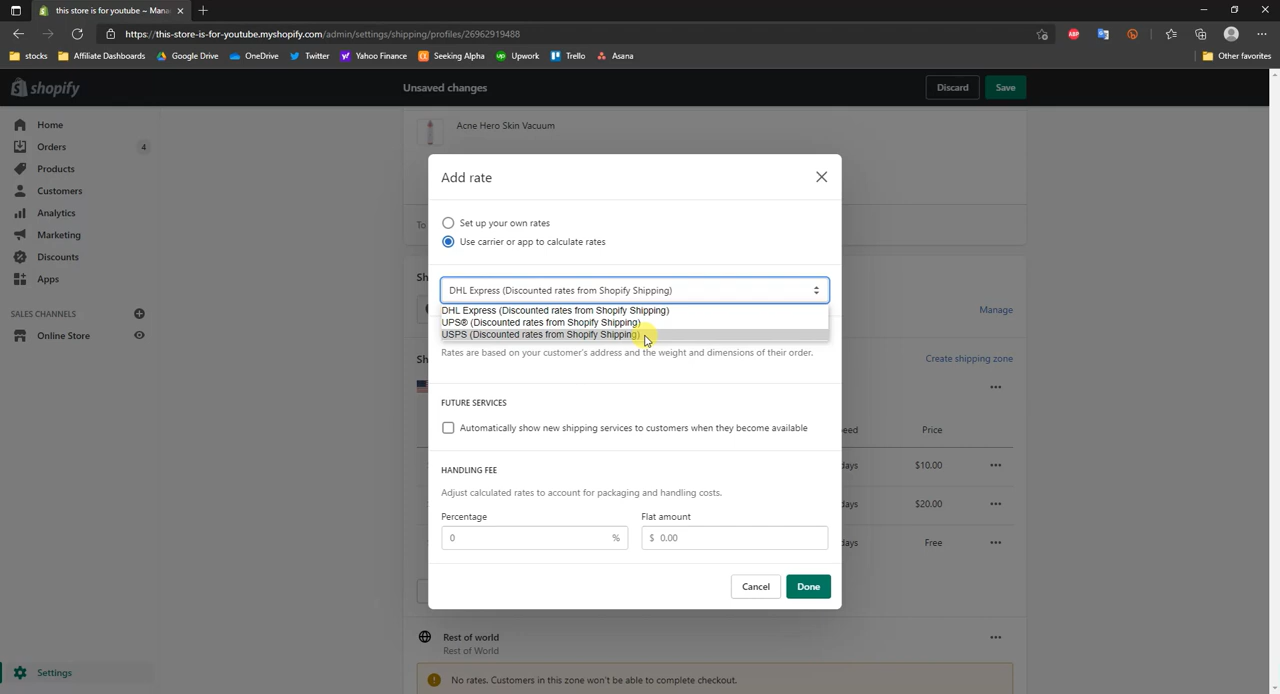 this store is for youtube ~ Mana
https://this-store-is-for-youtube.myshopify.com/admin/settings/shipping/profiles/26962919488
ABP
stocks
Affiliate Dashboards
Google Drive
OneDrive
Twitter
Yahoo Finance
Seeking Alpha
Upwork
Trello
Asana
Other favorites
shopify
Unsaved changes
Discard
Save
Home
Orders
4
Products
Customers
Analytics
Marketing
Discounts
Apps
SALES CHANNELS
Online Store
Settings
Acne Hero Skin Vacuum
To
Sh
Manage
Sh
Create shipping zone
eed
Price
days
$10.00
days
$20.00
days
Free
Add rate
Set up your own rates
Use carrier or app to calculate rates
DHL Express (Discounted rates from Shopify Shipping)
DHL Express (Discounted rates from Shopify Shipping)
UPS® (Discounted rates from Shopify Shipping)
USPS (Discounted rates from Shopify Shipping)
Rates are based on your customer's address and the weight and dimensions of their order.
FUTURE SERVICES
Automatically show new shipping services to customers when they become available
HANDLING FEE
Adjust calculated rates to account for packaging and handling costs.
Percentage
Flat amount
0 %
$ 0.00
Cancel
Done
Rest of world
Rest of World
No rates. Customers in this zone won't be able to complete checkout.